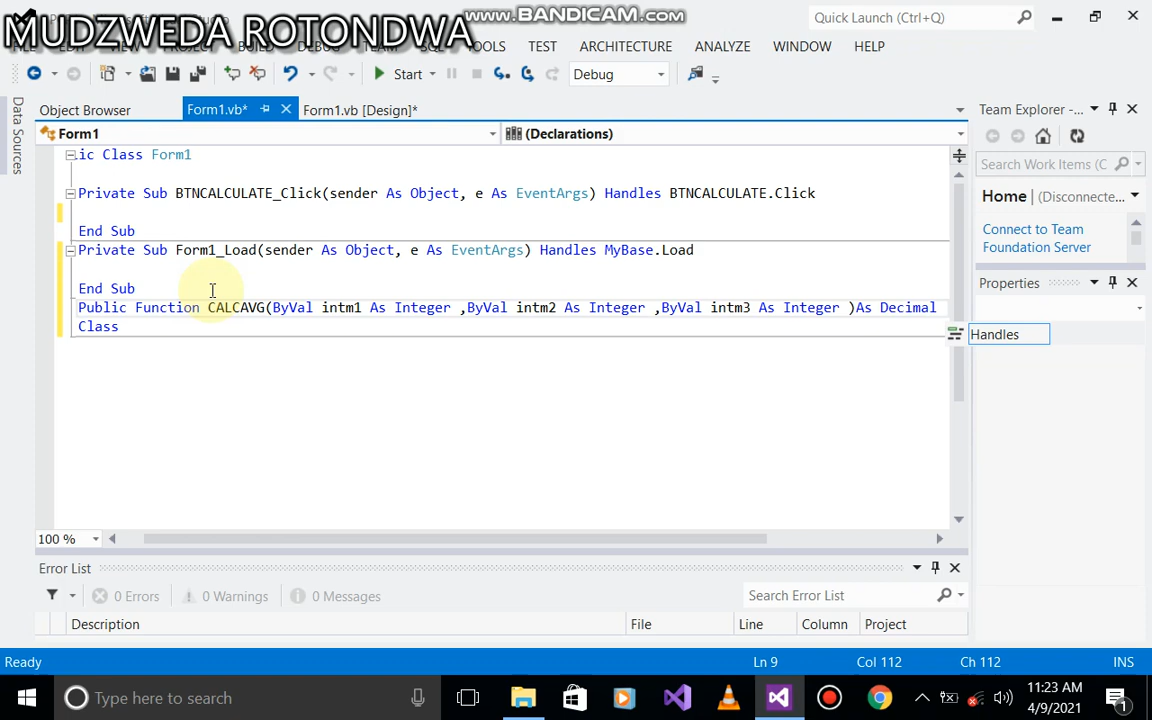 MUDZWEDA ROTONDWA
www.BANDICAM.com
Quick Launch (Ctrl+Q)
TOOLS TEST ARCHITECTURE ANALYZE WINDOW HELP
Start Debug
Data Sources
Object Browser Form1.vb* Form1.vb [Design]*
Form1 (Declarations)
ic Class Form1
Private Sub BTNCALCULATE_Click(sender As Object, e As EventArgs) Handles BTNCALCULATE.Click
End Sub
Private Sub Form1_Load(sender As Object, e As EventArgs) Handles MyBase.Load
End Sub
Public Function CALCAVG(ByVal intm1 As Integer ,ByVal intm2 As Integer ,ByVal intm3 As Integer )As Decimal
Class
Handles
100 %
Team Explorer -...
Search Work Items (C
Home (Disconnecte...
Connect to Team
Foundation Server
Properties
Error List
0 Errors 0 Warnings 0 Messages Search Error List
Description File Line Column Project
Ready Ln 9 Col 112 Ch 112 INS
Type here to search
11:23 AM
4/9/2021
1